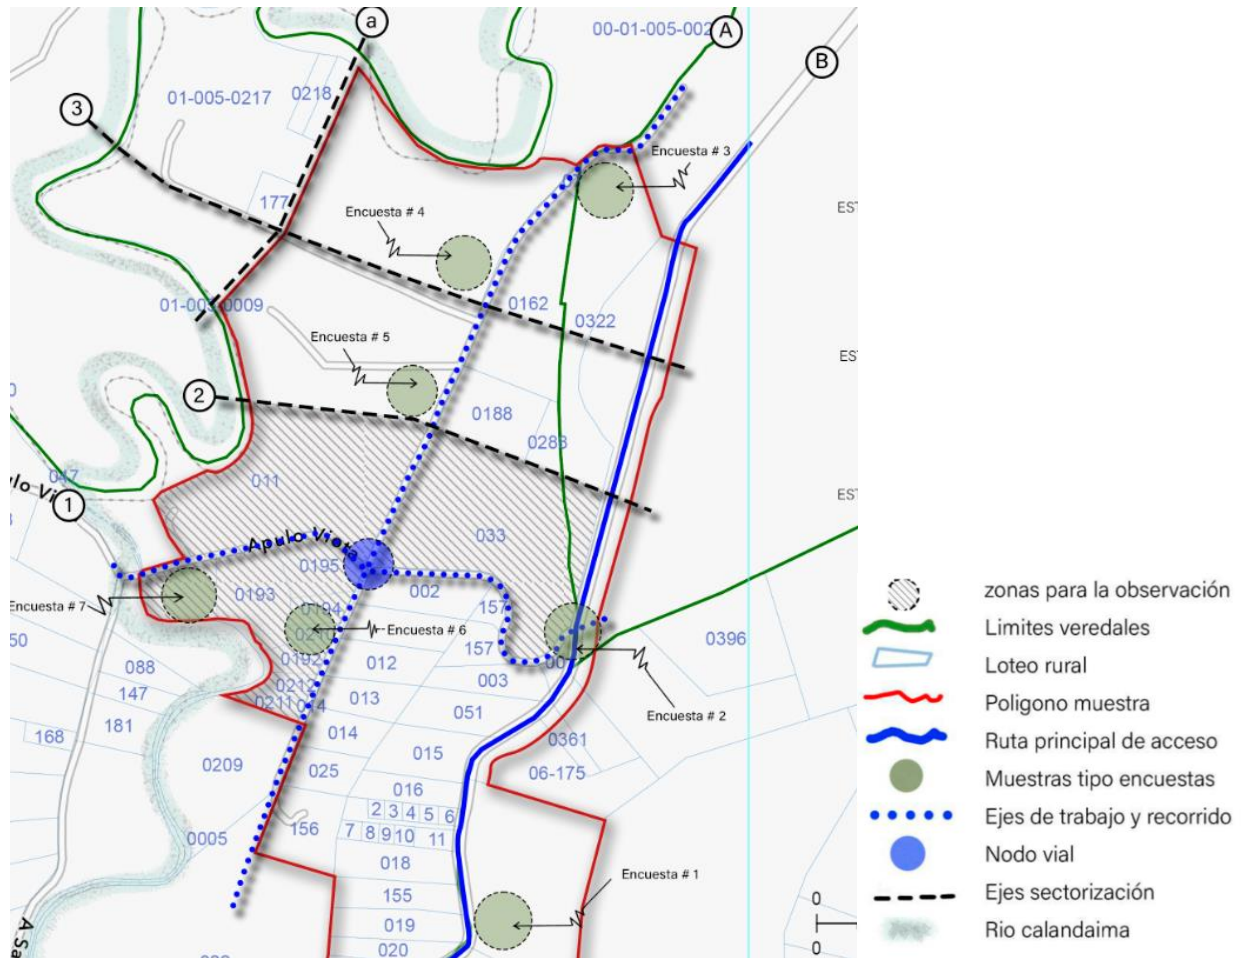 a
00-01-005-002
A
B
01-005-0217
0218
3
Encuesta # 3
177
Encuesta # 4
EST
01-005-0009
0162
0322
Encuesta # 5
EST
2
0188
0283
011
047
EST
1
033
Apulo Viota
0195
0193
002
157
Encuesta # 7
0194
Encuesta # 6
0192
012
157
003
0396
50
088
147
013
0211
051
Encuesta # 2
168
181
014
015
0361
06-175
0209
025
016
2 3 4 5 6
7 8 9 10 11
156
0005
018
Encuesta # 1
155
019
020
0
0
zonas para la observación
Limites veredales
Loteo rural
Poligono muestra
Ruta principal de acceso
Muestras tipo encuestas
Ejes de trabajo y recorrido
Nodo vial
Ejes sectorización
Rio calandaima